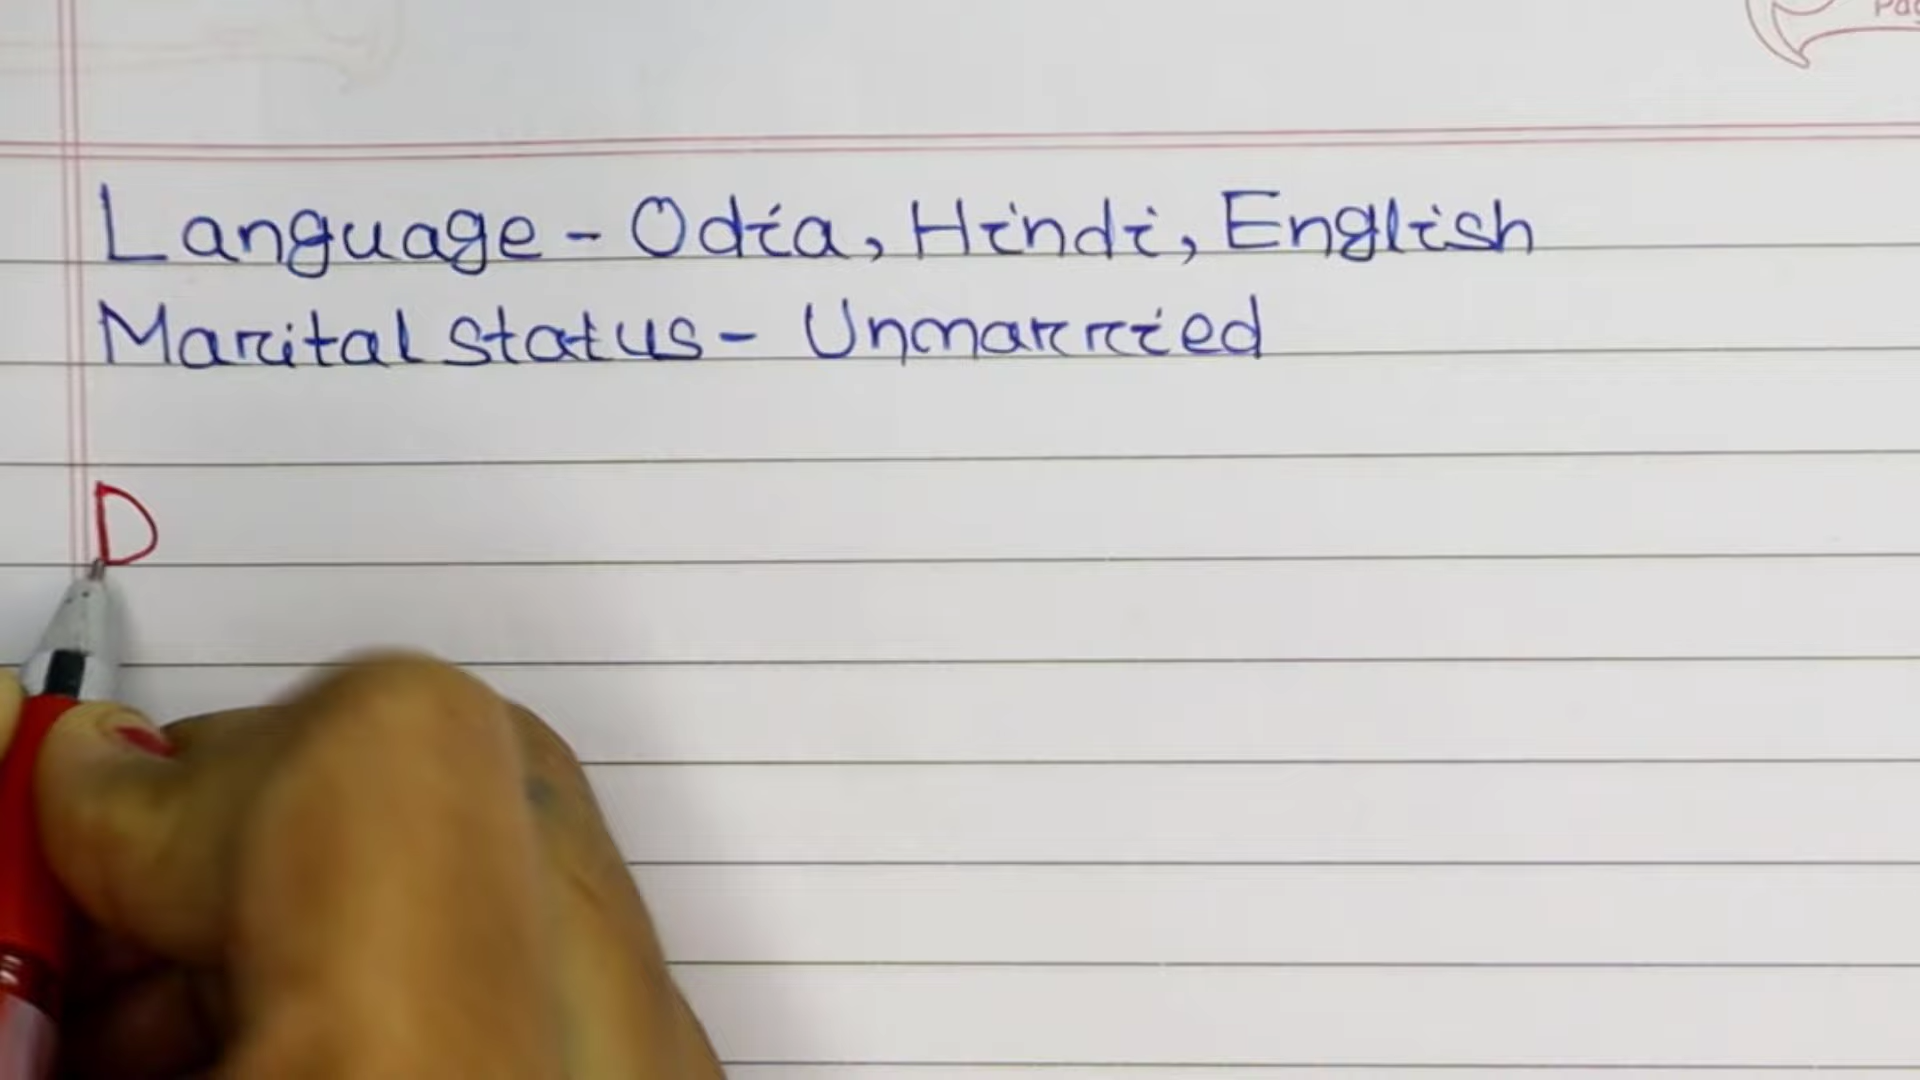 Language - Odia, Hindi, English
Marital status - Unmarried
D